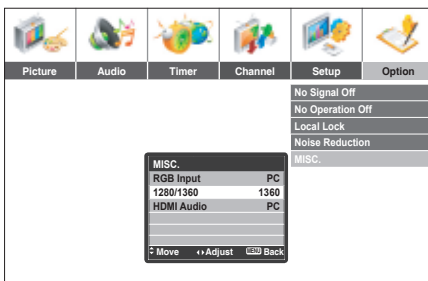 Picture Audio Timer Channel Setup Option
No Signal Off
No Operation Off
Local Lock
Noise Reduction
MISC.
MISC.
RGB Input PC
1280/1360 1360
HDMI Audio PC
Move Adjust MENU Back